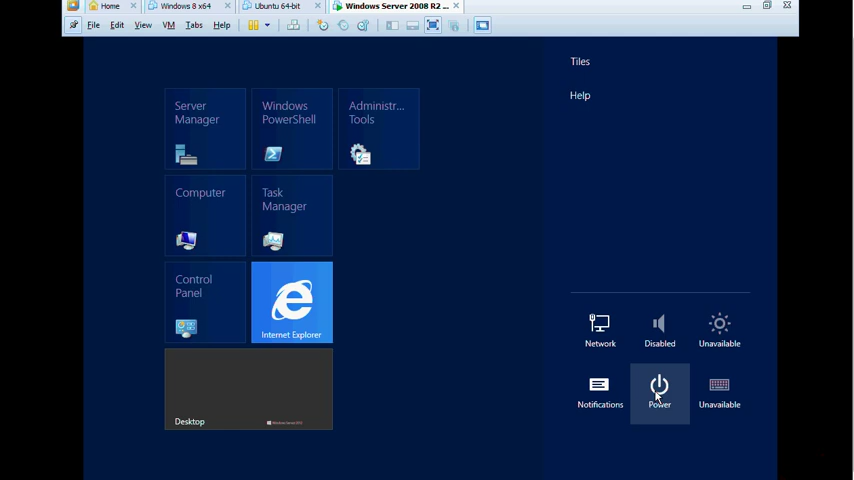 Home
Windows 8 x64
Ubuntu 64-bit
Windows Server 2008 R2 ...
File Edit View VM Tabs Help
Tiles
Help
Server
Manager
Windows
PowerShell
Administr...
Tools
Computer
Task
Manager
Control
Panel
Internet Explorer
Desktop
Network
Disabled
Unavailable
Notifications
Power
Unavailable